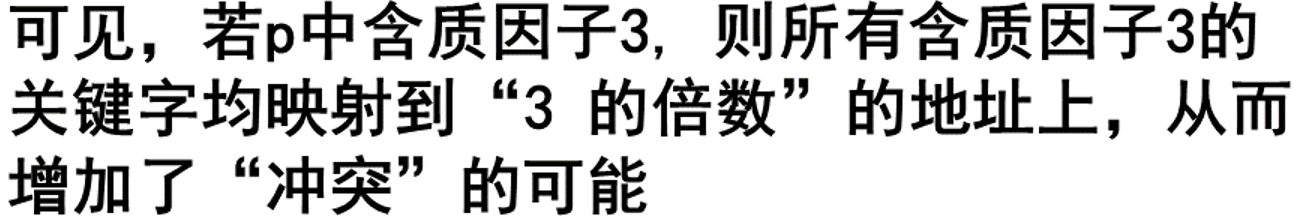 可见，若p中含质因子3，则所有含质因子3的
关键字均映射到“3 的倍数”的地址上，从而
增加了“冲突”的可能